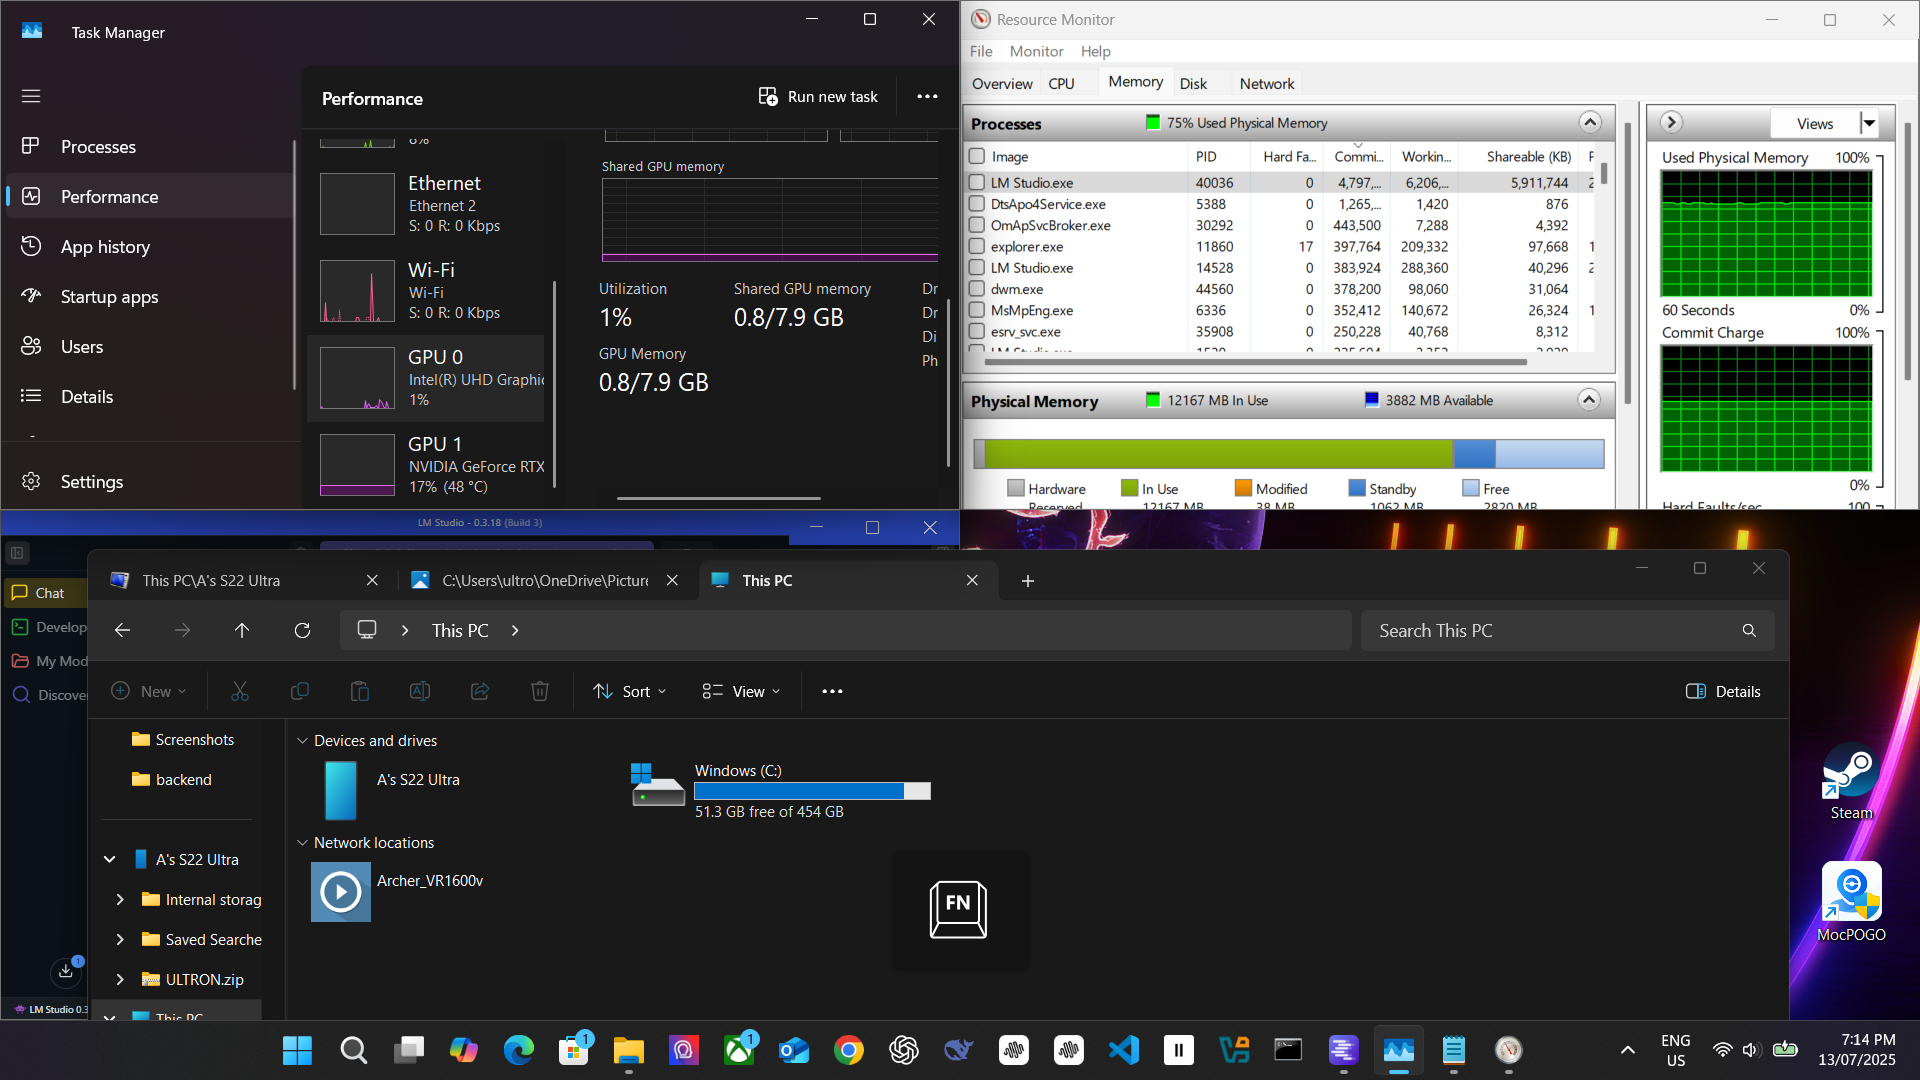 Task Manager
Processes
Performance
App history
Startup apps
Users
Details
Settings
Performance
Run new task
Ethernet
Ethernet 2
S: 0 R: 0 Kbps
Wi-Fi
Wi-Fi
S: 0 R: 0 Kbps
GPU 0
Intel(R) UHD Graphic
1%
GPU 1
NVIDIA GeForce RTX
17% (48 °C)
Shared GPU memory
Utilization
1%
Shared GPU memory
0.8/7.9 GB
GPU Memory
0.8/7.9 GB
Dr
Dr
Di
Ph
Resource Monitor
File Monitor Help
Overview CPU Memory Disk Network
Processes 75% Used Physical Memory
Image PID Hard Fa... Commi... Workin... Shareable (KB)
LM Studio.exe 40036 0 4,797,... 6,206,... 5,911,744
DtsApo4Service.exe 5388 0 1,265,... 1,420 876
OmApSvcBroker.exe 30292 0 443,500 7,288 4,392
explorer.exe 11860 17 397,764 209,332 97,668
LM Studio.exe 14528 0 383,924 288,360 40,296
dwm.exe 44560 0 378,200 98,060 31,064
MsMpEng.exe 6336 0 352,412 140,672 26,324
esrv_svc.exe 35908 0 250,228 40,768 8,312
Physical Memory 12167 MB In Use 3882 MB Available
Hardware Reserved
In Use 12167 MB
Modified 38 MB
Standby 1062 MB
Free 2820 MB
Views
Used Physical Memory 100%
60 Seconds 0%
Commit Charge 100%
0%
Hard Faults/sec 100
LM Studio - 0.3.18 (Build 3)
Chat
Develop
My Mod
Discove
1
LM Studio 0.3
This PC\A's S22 Ultra
C:\Users\ultro\OneDrive\Picture
This PC
This PC
Search This PC
New
Sort
View
Details
Screenshots
backend
A's S22 Ultra
Internal storag
Saved Searche
ULTRON.zip
This PC
Devices and drives
A's S22 Ultra
Windows (C:)
51.3 GB free of 454 GB
Network locations
Archer_VR1600v
FN
Steam
MocPOGO
1
1
ENG
US
7:14 PM
13/07/2025